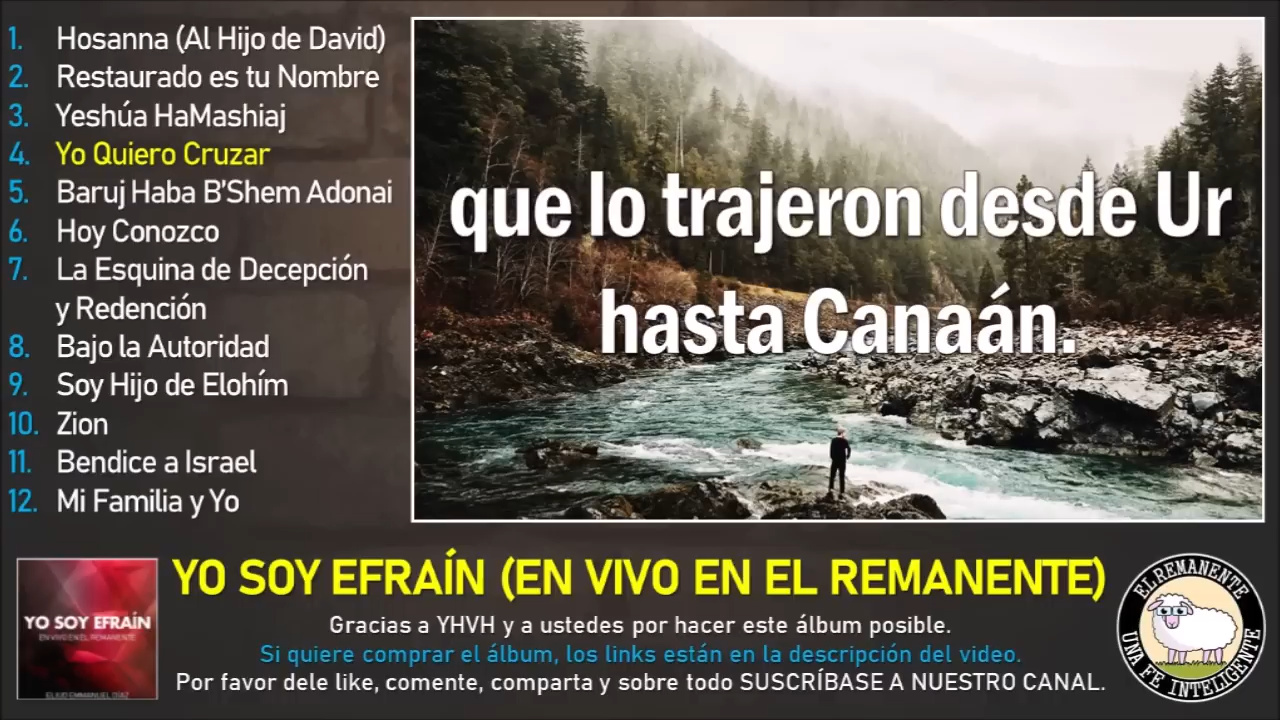 1. Hosanna (Al Hijo de David)
2. Restaurado es tu Nombre
3. Yeshúa HaMashiaj
4. Yo Quiero Cruzar
5. Baruj Haba B'Shem Adonai
6. Hoy Conozco
7. La Esquina de Decepción
y Redención
8. Bajo la Autoridad
9. Soy Hijo de Elohím
10. Zion
11. Bendice a Israel
12. Mi Familia y Yo
que lo trajeron desde Ur
hasta Canaán.
YO SOY EFRAÍN
EN VIVO EN EL REMANENTE
YO SOY EFRAÍN (EN VIVO EN EL REMANENTE)
Gracias a YHVH y a ustedes por hacer este álbum posible.
Si quiere comprar el álbum, los links están en la descripción del video.
Por favor dele like, comente, comparta y sobre todo SUSCRÍBASE A NUESTRO CANAL.
EL REMANENTE
UNA FE INTELIGENTE